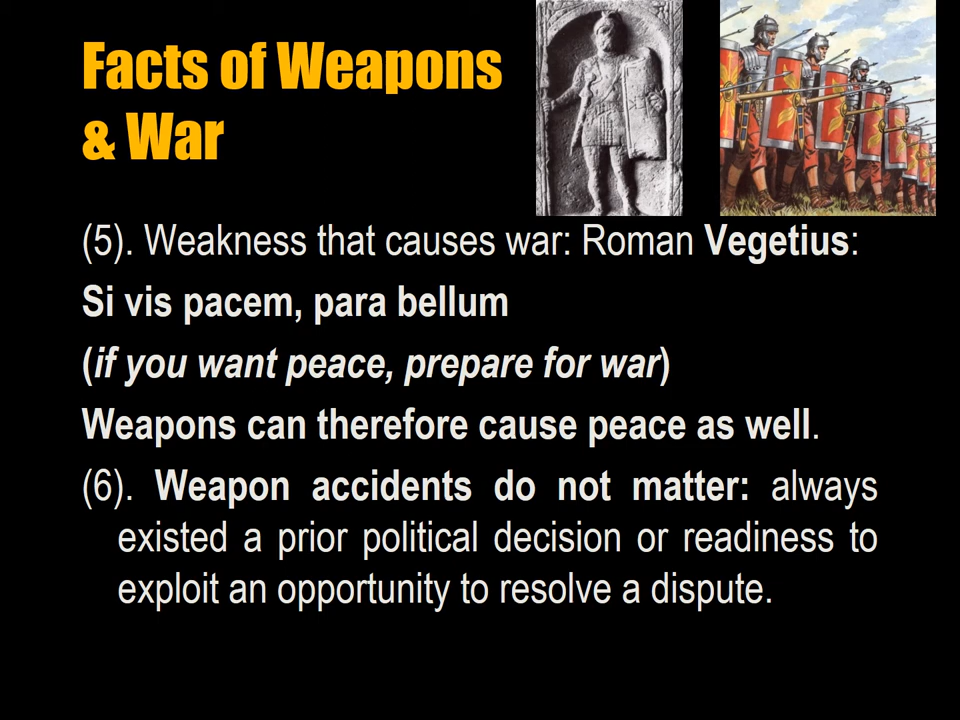 Facts of Weapons
& War
(5). Weakness that causes war: Roman Vegetius:
Si vis pacem, para bellum
(if you want peace, prepare for war)
Weapons can therefore cause peace as well.
(6). Weapon accidents do not matter: always
existed a prior political decision or readiness to
exploit an opportunity to resolve a dispute.